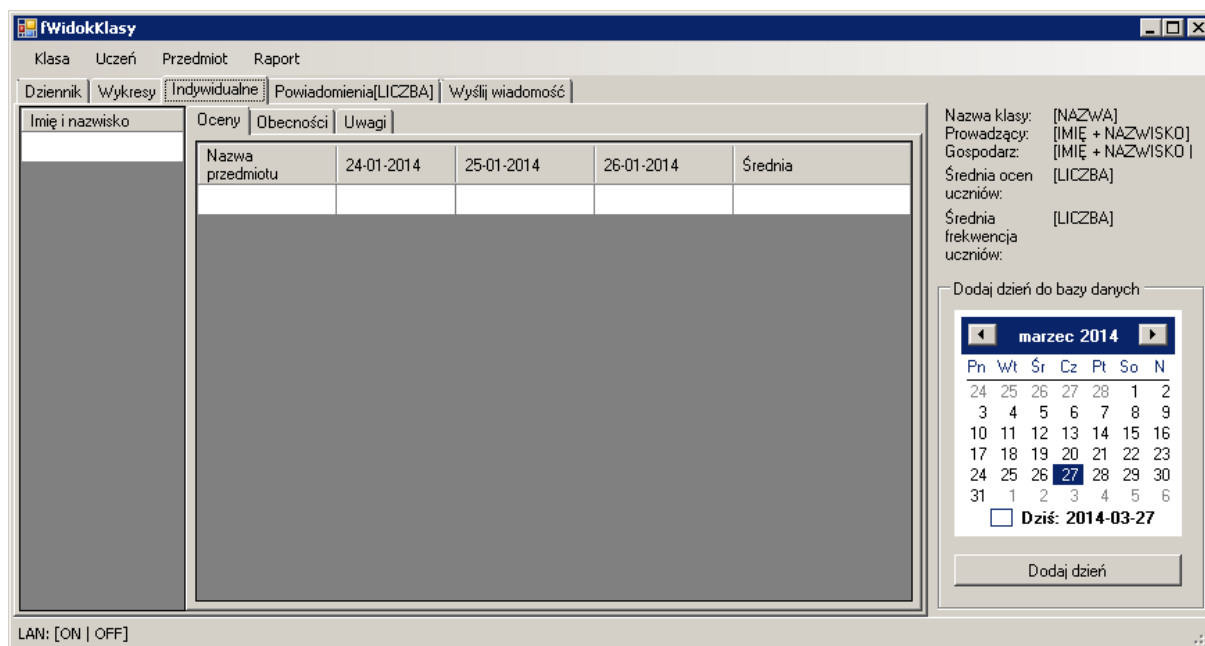 fWidokKlasy
Klasa Uczeń Przedmiot Raport
Dziennik Wykresy Indywidualne Powiadomienia[LICZBA] Wyślij wiadomość
Imię i nazwisko
Oceny Obecności Uwagi
Nazwa przedmiotu 24-01-2014 25-01-2014 26-01-2014 Średnia
Nazwa klasy: [NAZWA]
Prowadzący: [IMIĘ + NAZWISKO]
Gospodarz: [IMIĘ + NAZWISKO |
Średnia ocen [LICZBA]
uczniów:
Średnia [LICZBA]
frekwencja
uczniów:
Dodaj dzień do bazy danych
marzec 2014
Pn Wt Śr Cz Pt So N
24 25 26 27 28 1 2
3 4 5 6 7 8 9
10 11 12 13 14 15 16
17 18 19 20 21 22 23
24 25 26 27 28 29 30
31 1 2 3 4 5 6
Dziś: 2014-03-27
Dodaj dzień
LAN: [ON | OFF]